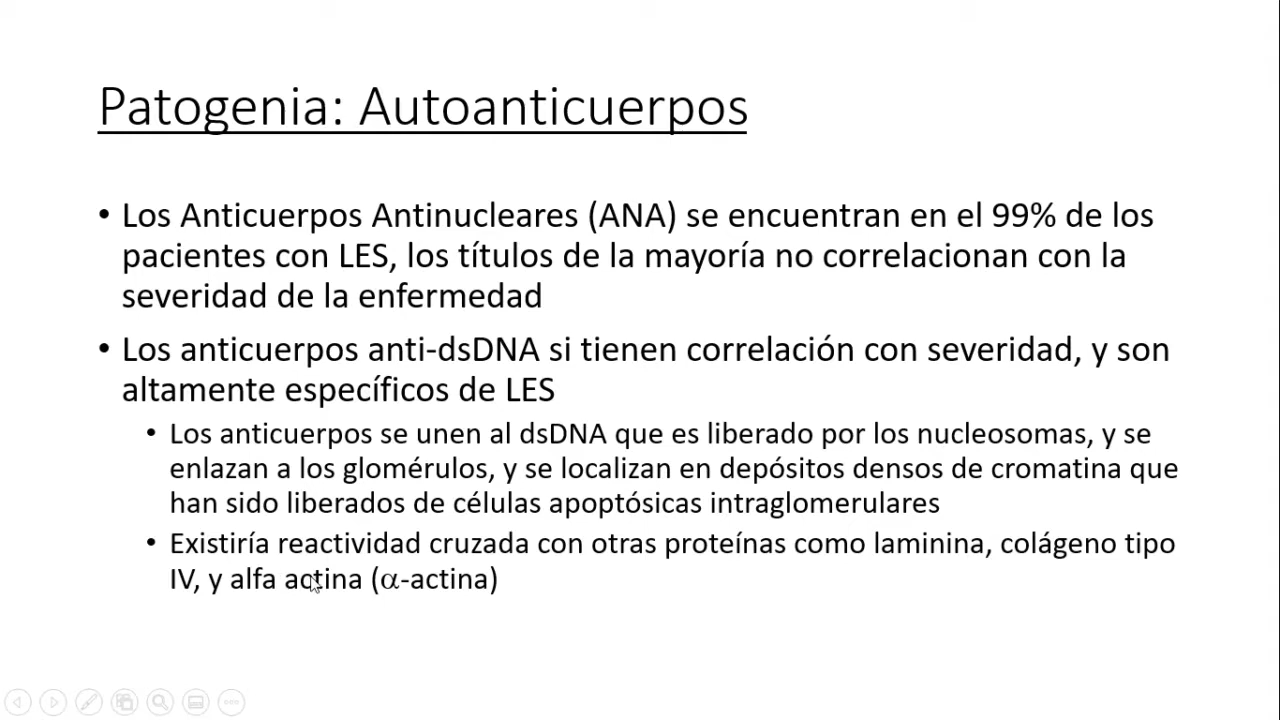 Patogenia: Autoanticuerpos
• Los Anticuerpos Antinucleares (ANA) se encuentran en el 99% de los
pacientes con LES, los títulos de la mayoría no correlacionan con la
severidad de la enfermedad
• Los anticuerpos anti-dsDNA si tienen correlación con severidad, y son
altamente específicos de LES
• Los anticuerpos se unen al dsDNA que es liberado por los nucleosomas, y se
enlazan a los glomérulos, y se localizan en depósitos densos de cromatina que
han sido liberados de células apoptósicas intraglomerulares
• Existiría reactividad cruzada con otras proteínas como laminina, colágeno tipo
IV, y alfa actina (α-actina)